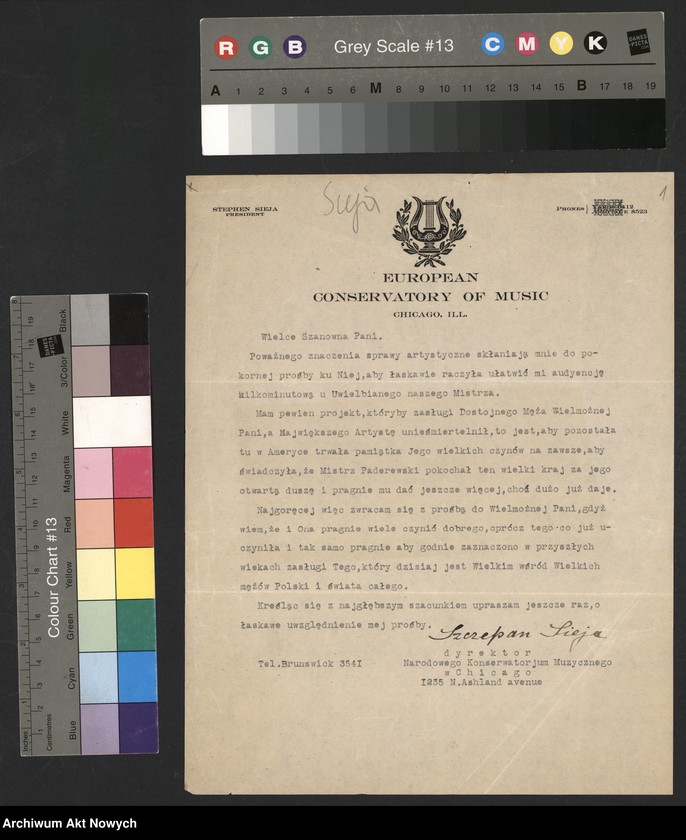 R G B Grey Scale #13 C M Y K
DANES
PICTA
.COM
A 1 2 3 4 5 6 M 8 9 10 11 12 13 14 15 B 17 18 19
Sieja
1
STEPHEN SIEJA
PRESIDENT
PHONES
E 8523
EUROPEAN
CONSERVATORY OF MUSIC
CHICAGO, ILL.
Wielce Szanowna Pani.
Poważnego znaczenia sprawy artystyczne skłaniają mnie do po-
kornej prośby ku Niej,aby łaskawie raczyła ułatwić mi audyencję
kilkominutową u Uwielbianego naszego Mistrza.
Mam pewien projekt,któryby zasługi Dostojnego Męża Wielmożnej
Pani,a Największego Artystę unieśmiertelnił,to jest,aby pozostała
tu w Ameryce trwała pamiątka Jego wielkich czynów na zawsze,aby
świadczyła,że Mistrz Paderewski pokochał ten wielki kraj za jego
otwartą duszę i pragnie mu dać jeszcze więcej,choć dużo już daje.
Najgoręcej więc zwracam się z prośbą do Wielmożnej Pani,gdyż
wiem,że i Ona pragnie wiele czynić dobrego,oprócz tego co już u-
czyniła i tak samo pragnie aby godnie zaznaczono w przyszłych
wiekach zasługi Tego,który dzisiaj jest Wielkim wśród Wielkich
mężów Polski i świata całego.
Kreśląc się z najgłębszym szacunkiem upraszam jeszcze raz,o
łaskawe uwzględnienie mej prośby.
Szczepan Sieja
dyrektor
Tel.Brunswick 354I Narodowego Konserwatorjum Muzycznego
w Chicago
I235 N.Ashland avenue
Colour Chart #13
Blue Cyan Green Yellow Red Magenta White 3/Color Black
Inches
Centimetres
Archiwum Akt Nowych